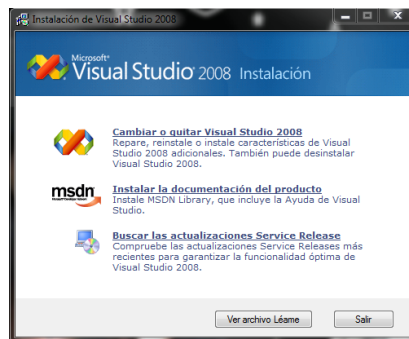 Instalación de Visual Studio 2008
Microsoft
Visual Studio 2008 Instalación
Cambiar o quitar Visual Studio 2008
Repare, reinstale o instale características de Visual
Studio 2008 adicionales. También puede desinstalar
Visual Studio 2008.
msdn
Instalar la documentación del producto
Instale MSDN Library, que incluye la Ayuda de Visual
Studio.
Buscar las actualizaciones Service Release
Compruebe las actualizaciones Service Releases más
recientes para garantizar la funcionalidad óptima de
Visual Studio 2008.
Ver archivo Léame
Salir